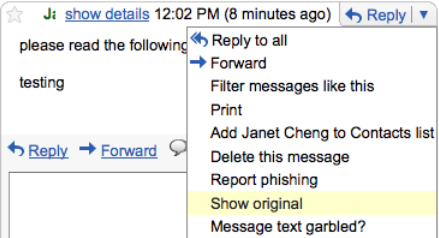 Ja show details 12:02 PM (8 minutes ago) Reply
please read the following
testing
Reply Forward
Reply to all
Forward
Filter messages like this
Print
Add Janet Cheng to Contacts list
Delete this message
Report phishing
Show original
Message text garbled?